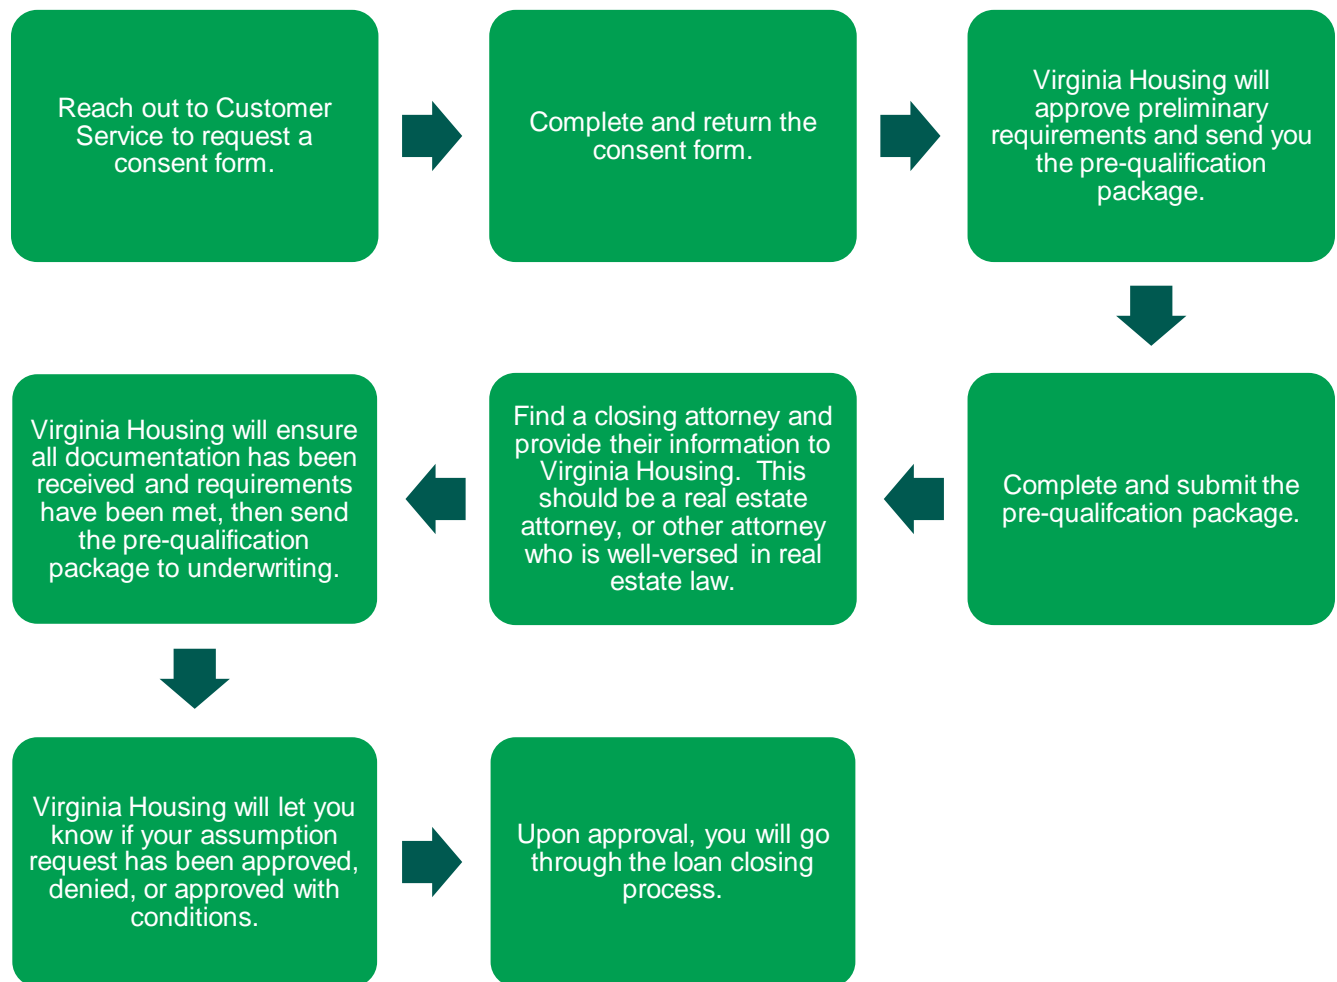 Reach out to Customer
Service to request a
consent form.
Complete and return the
consent form.
Virginia Housing will
approve preliminary
requirements and send you
the pre-qualification
package.
Complete and submit the
pre-qualifcation package.
Find a closing attorney and
provide their information to
Virginia Housing.  This
should be a real estate
attorney, or other attorney
who is well-versed in real
estate law.
Virginia Housing will ensure
all documentation has been
received and requirements
have been met, then send
the pre-qualification
package to underwriting.
Virginia Housing will let you
know if your assumption
request has been approved,
denied, or approved with
conditions.
Upon approval, you will go
through the loan closing
process.